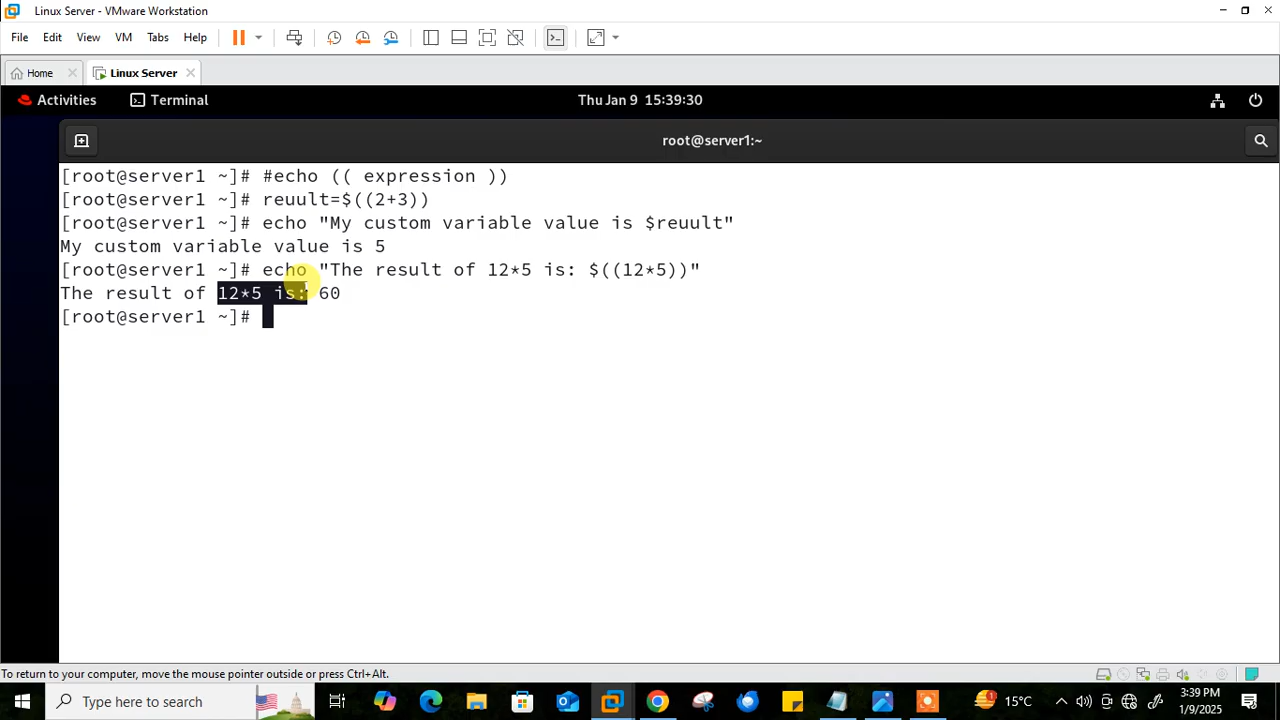 Linux Server - VMware Workstation
File Edit View VM Tabs Help
Home Linux Server
Activities Terminal Thu Jan 9 15:39:30
root@server1:~
[root@server1 ~]# #echo (( expression ))
[root@server1 ~]# reuult=$((2+3))
[root@server1 ~]# echo "My custom variable value is $reuult"
My custom variable value is 5
[root@server1 ~]# echo "The result of 12*5 is: $((12*5))"
The result of 12*5 is: 60
[root@server1 ~]#
To return to your computer, move the mouse pointer outside or press Ctrl+Alt.
Type here to search 15°C 3:39 PM
1/9/2025